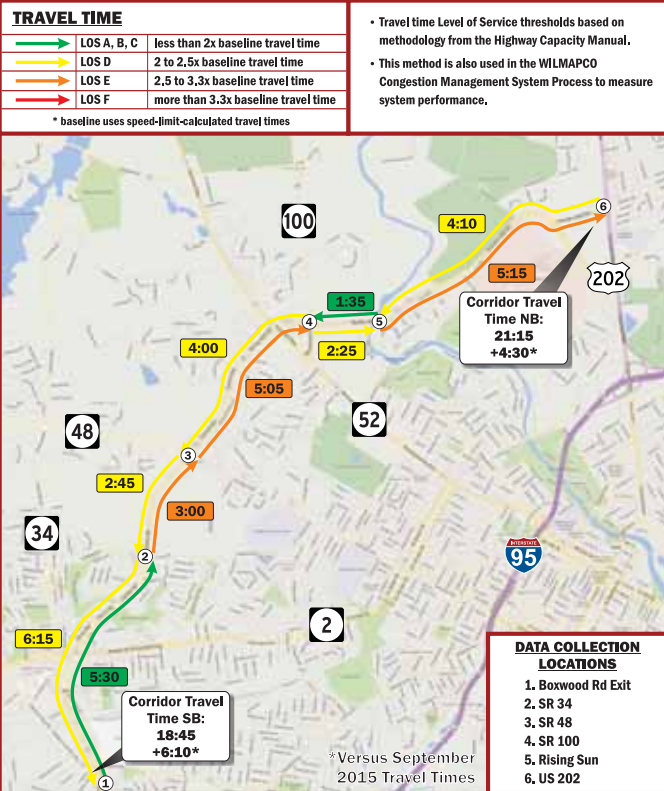 TRAVEL TIME
LOS A, B, C less than 2x baseline travel time
LOS D 2 to 2.5x baseline travel time
LOS E 2.5 to 3.3x baseline travel time
LOS F more than 3.3x baseline travel time
* baseline uses speed-limit-calculated travel times
• Travel time Level of Service thresholds based on
methodology from the Highway Capacity Manual.
• This method is also used in the WILMAPCO
Congestion Management System Process to measure
system performance.
6
4:10
100
5:15
202
1:35
Corridor Travel
Time NB:
21:15
+4:30*
4
5
2:25
4:00
5:05
52
48
3
2:45
3:00
34
2
INTERSTATE
95
2
6:15
5:30
Corridor Travel
Time SB:
18:45
+6:10*
1
*Versus September
2015 Travel Times
DATA COLLECTION
LOCATIONS
1. Boxwood Rd Exit
2. SR 34
3. SR 48
4. SR 100
5. Rising Sun
6. US 202